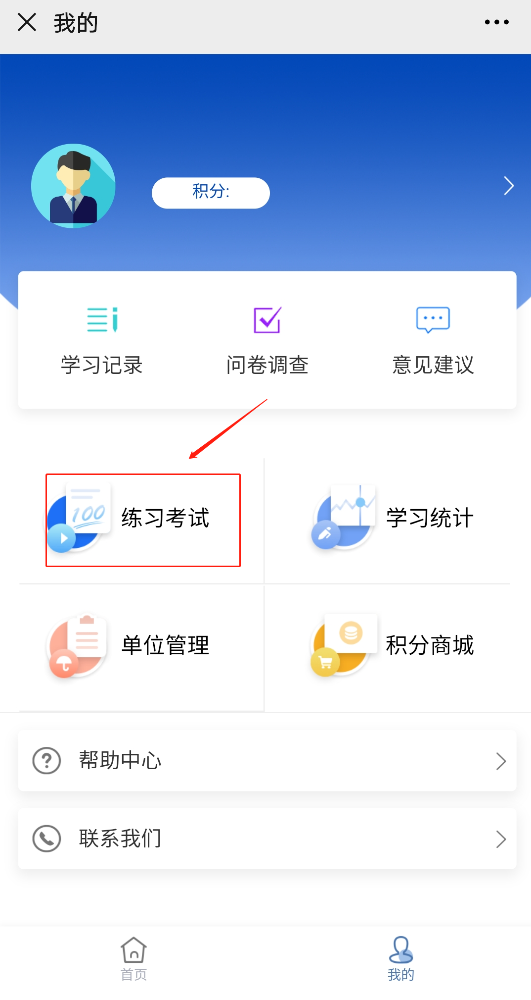 我的
积分:
学习记录
问卷调查
意见建议
100
练习考试
学习统计
单位管理
积分商城
帮助中心
联系我们
首页
我的